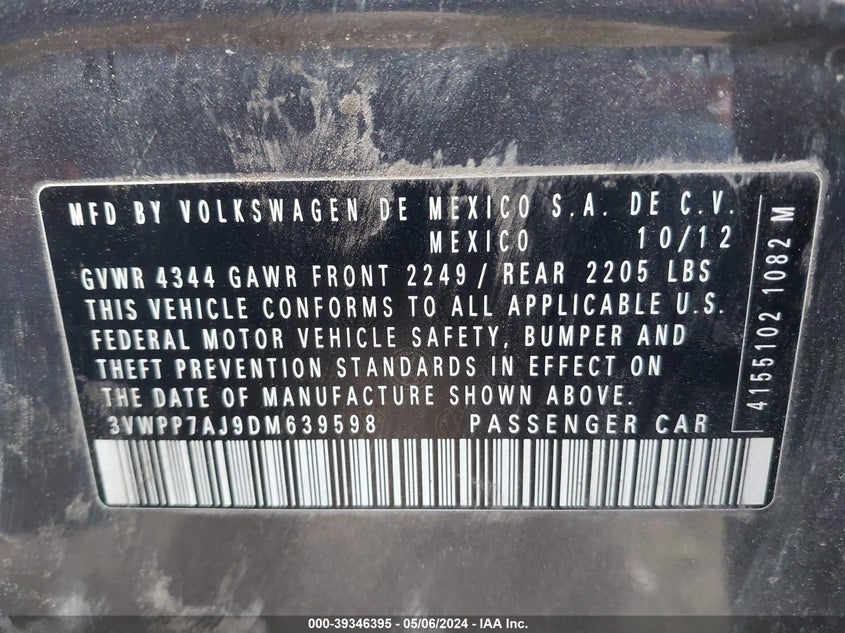 MFD BY VOLKSWAGEN DE MEXICO S.A. DE C.V.
MEXICO 10/12
GVWR 4344 GAWR FRONT 2249/ REAR 2205 LBS
THIS VEHICLE CONFORMS TO ALL APPLICABLE U.S.
FEDERAL MOTOR VEHICLE SAFETY, BUMPER AND
THEFT PREVENTION STANDARDS IN EFFECT ON
THE DATE OF MANUFACTURE SHOWN ABOVE.
3VWPP7AJ9DM639598 PASSENGER CAR
4155102 1082 M
000-39346395 - 05/06/2024 - IAA Inc.